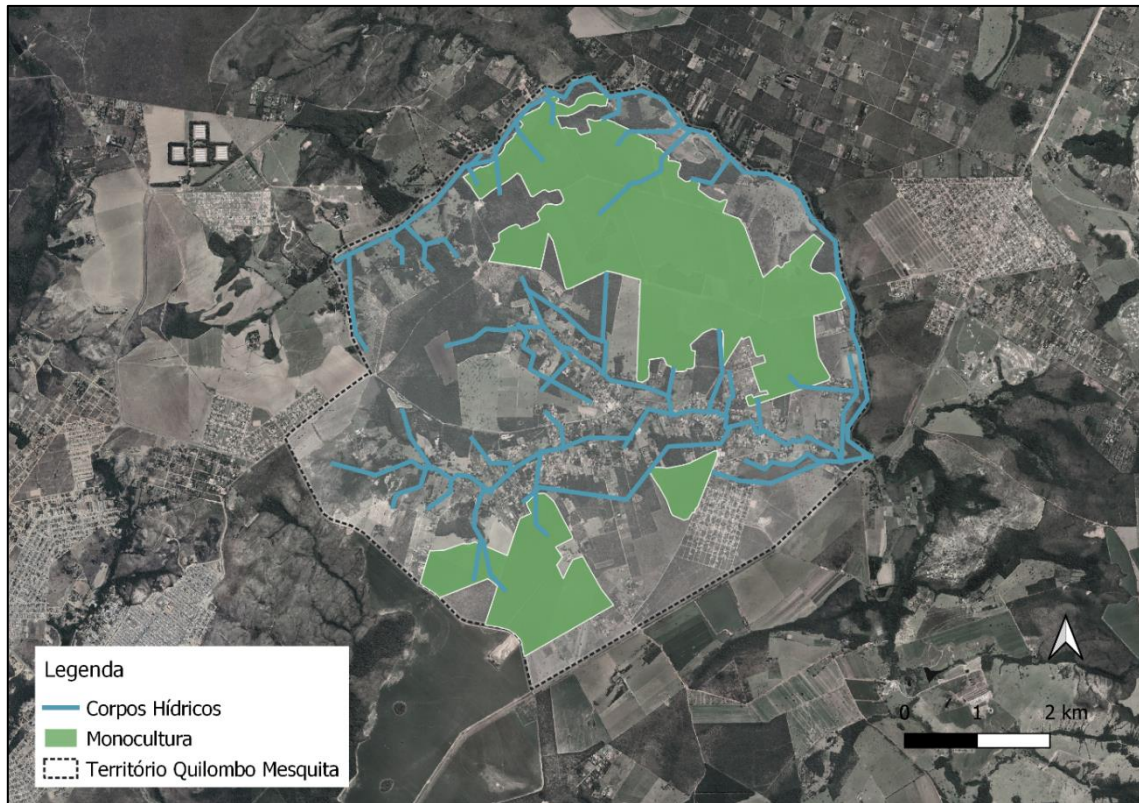 Legenda
Corpos Hídricos
Monocultura
Território Quilombo Mesquita
0 1 2 km